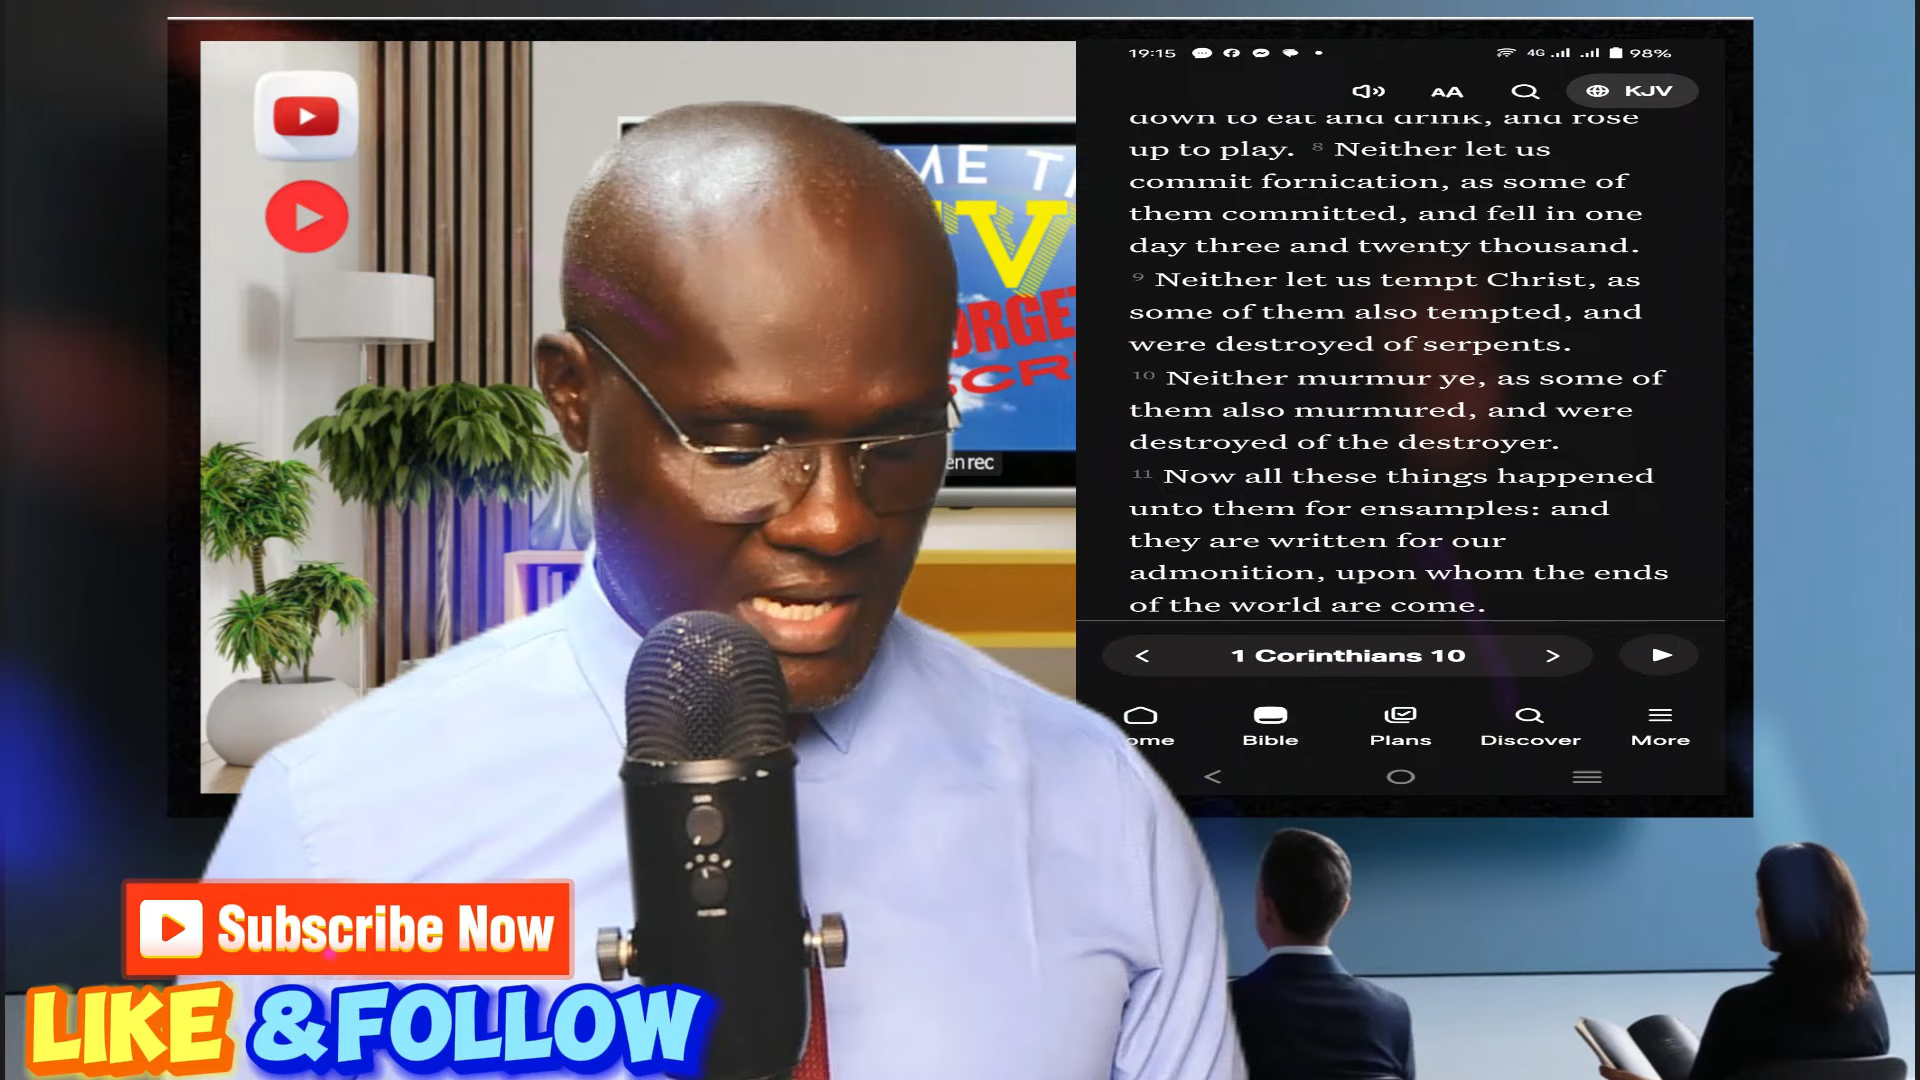 19:15
4G
98%
AA
KJV
down to eat and drink, and rose
up to play. 8 Neither let us
commit fornication, as some of
them committed, and fell in one
day three and twenty thousand.
9 Neither let us tempt Christ, as
some of them also tempted, and
were destroyed of serpents.
10 Neither murmur ye, as some of
them also murmured, and were
destroyed of the destroyer.
11 Now all these things happened
unto them for ensamples: and
they are written for our
admonition, upon whom the ends
of the world are come.
< 1 Corinthians 10 >
ome Bible Plans Discover More
ME T
V
ORGET
SCR
en rec
Subscribe Now
LIKE &FOLLOW